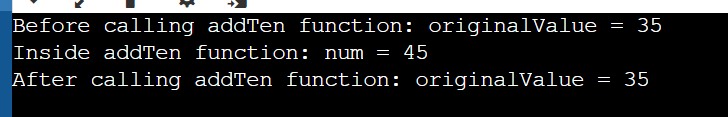 Before calling addTen function: originalValue = 35
Inside addTen function: num = 45
After calling addTen function: originalValue = 35